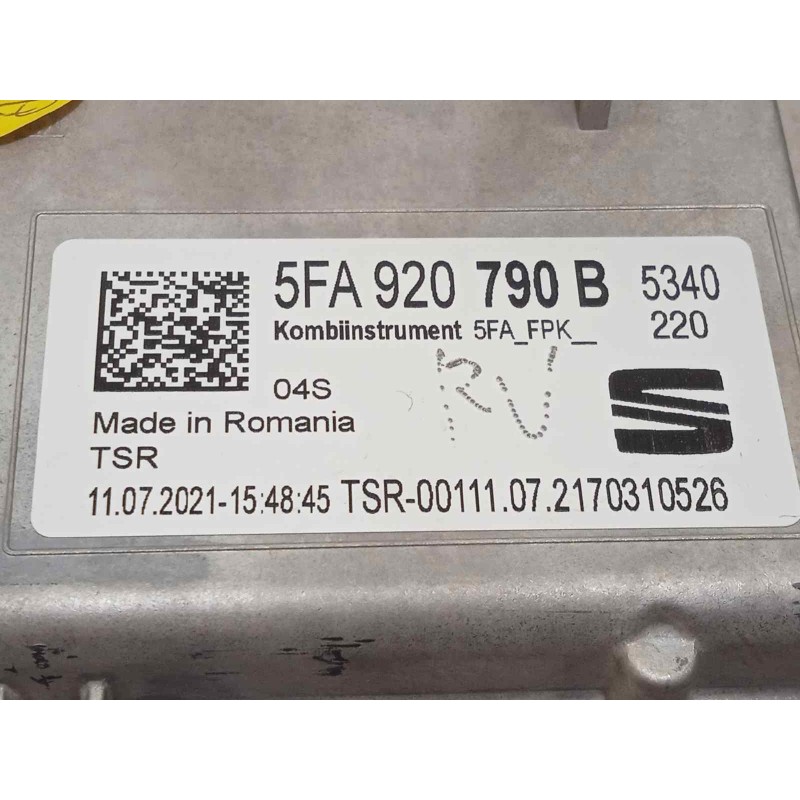 5FA 920 790 B 5340
Kombiinstrument 5FA_FPK__ 220
RV
04S
Made in Romania
TSR
11.07.2021-15:48:45 TSR-00111.07.2170310526